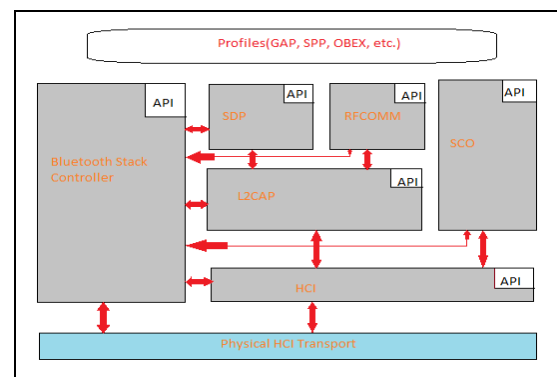 Profiles(GAP, SPP, OBEX, etc.)
API
API
API
API
SDP
RFCOMM
SCO
Bluetooth Stack
Controller
API
L2CAP
API
HCI
Physical HCI Transport